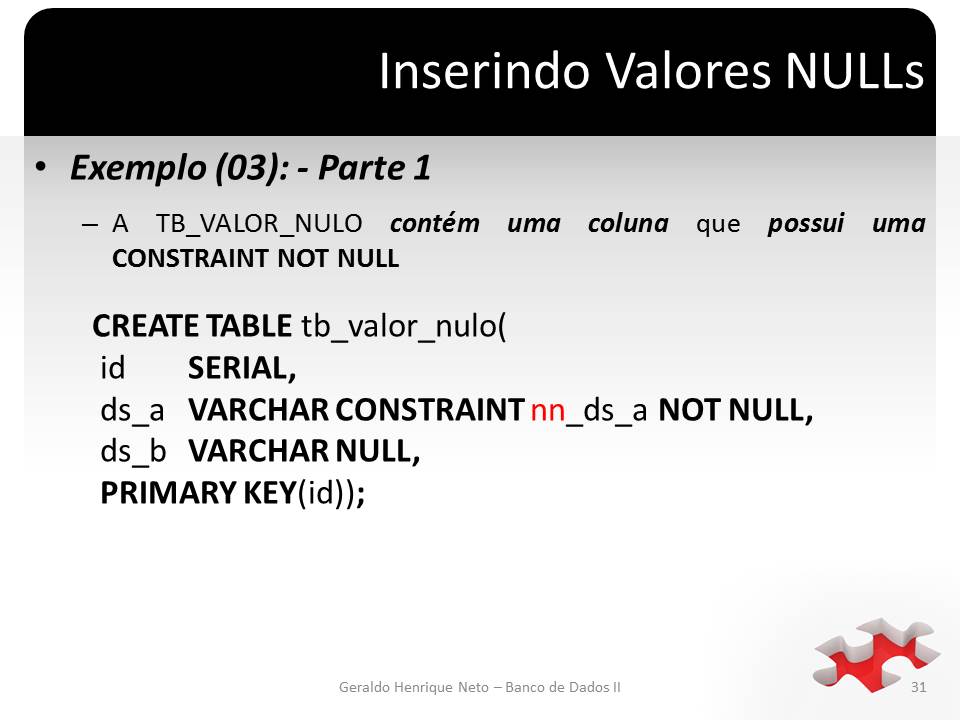 Inserindo Valores NULLs
• Exemplo (03): - Parte 1
– A TB_VALOR_NULO contém uma coluna que possui uma
CONSTRAINT NOT NULL
CREATE TABLE tb_valor_nulo(
id SERIAL,
ds_a VARCHAR CONSTRAINT nn_ds_a NOT NULL,
ds_b VARCHAR NULL,
PRIMARY KEY(id));
Geraldo Henrique Neto – Banco de Dados II
31